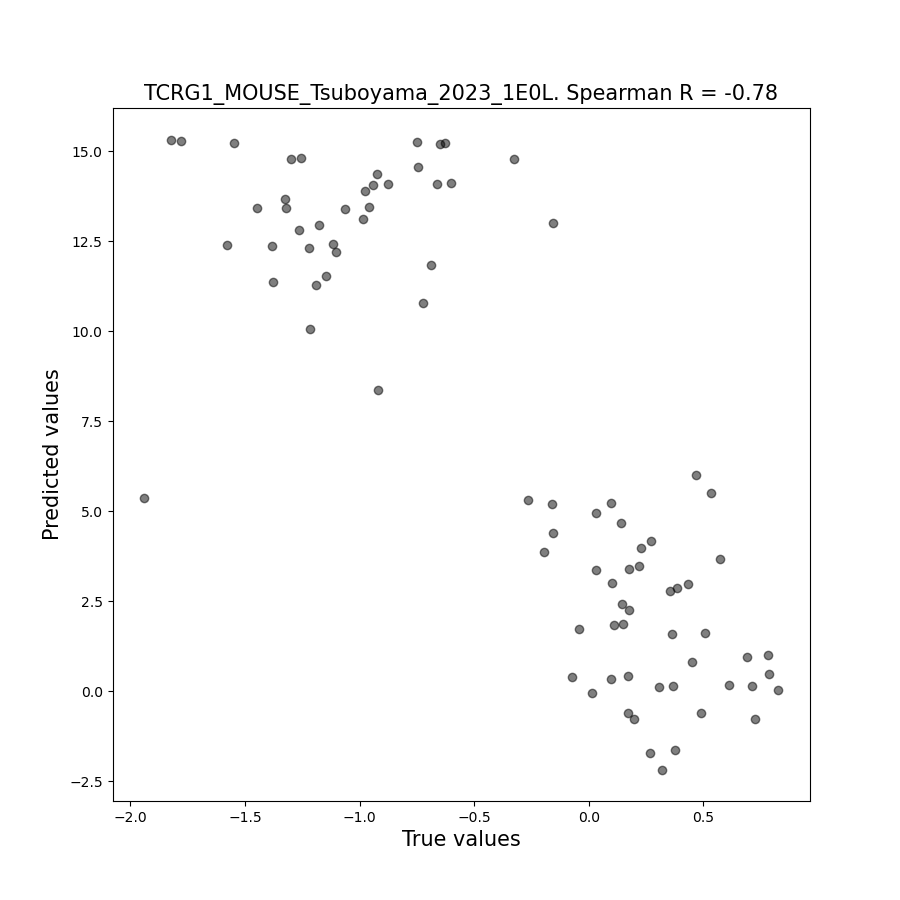 TCRG1_MOUSE_Tsuboyama_2023_1E0L. Spearman R = -0.78
Predicted values
15.0
12.5
10.0
7.5
5.0
2.5
0.0
−2.5
−2.0 −1.5 −1.0 −0.5 0.0 0.5
True values